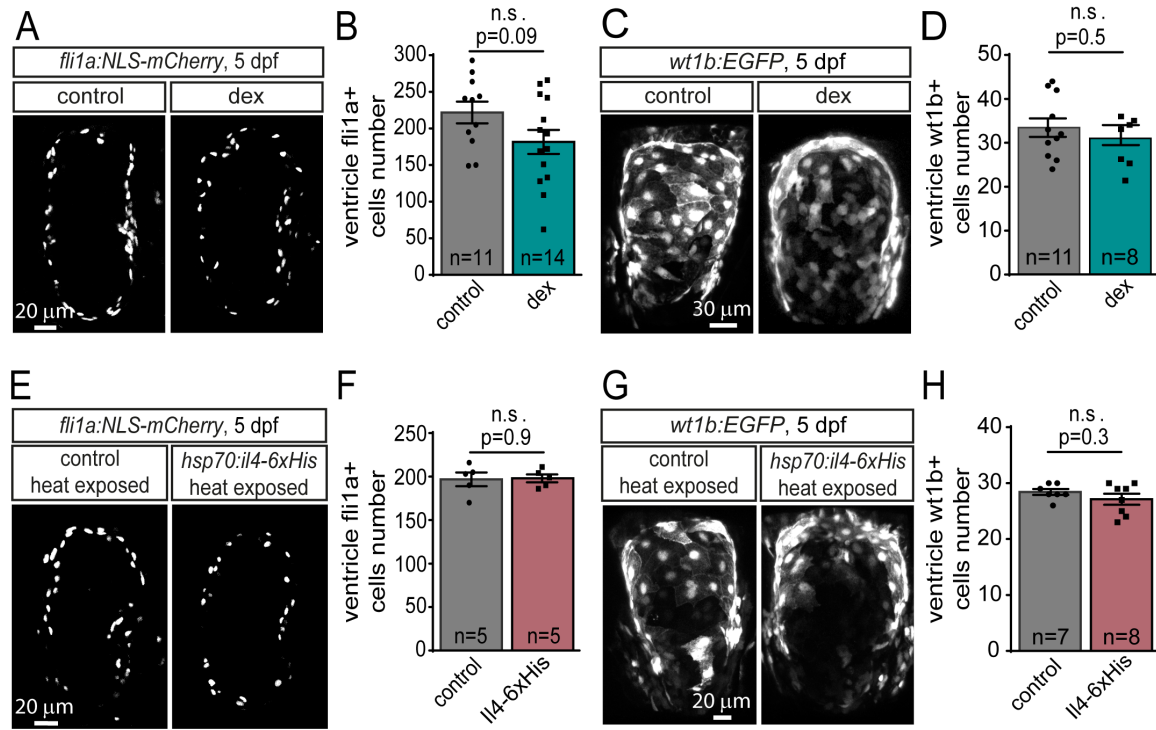 A
fli1a:NLS-mCherry, 5 dpf
control
dex
20 μm
B
n.s.
p=0.09
ventricle fli1a+
cells number
300
250
200
150
100
50
0
n=11
n=14
control
dex
C
wt1b:EGFP, 5 dpf
control
dex
30 μm
D
n.s.
p=0.5
ventricle wt1b+
cells number
50
40
30
20
10
0
n=11
n=8
control
dex
E
fli1a:NLS-mCherry, 5 dpf
control
heat exposed
hsp70:il4-6xHis
heat exposed
20 μm
F
n.s.
p=0.9
ventricle fli1a+
cells number
250
200
150
100
50
0
n=5
n=5
control
Il4-6xHis
G
wt1b:EGFP, 5 dpf
control
heat exposed
hsp70:il4-6xHis
heat exposed
20 μm
H
n.s.
p=0.3
ventricle wt1b+
cells number
40
30
20
10
0
n=7
n=8
control
Il4-6xHis